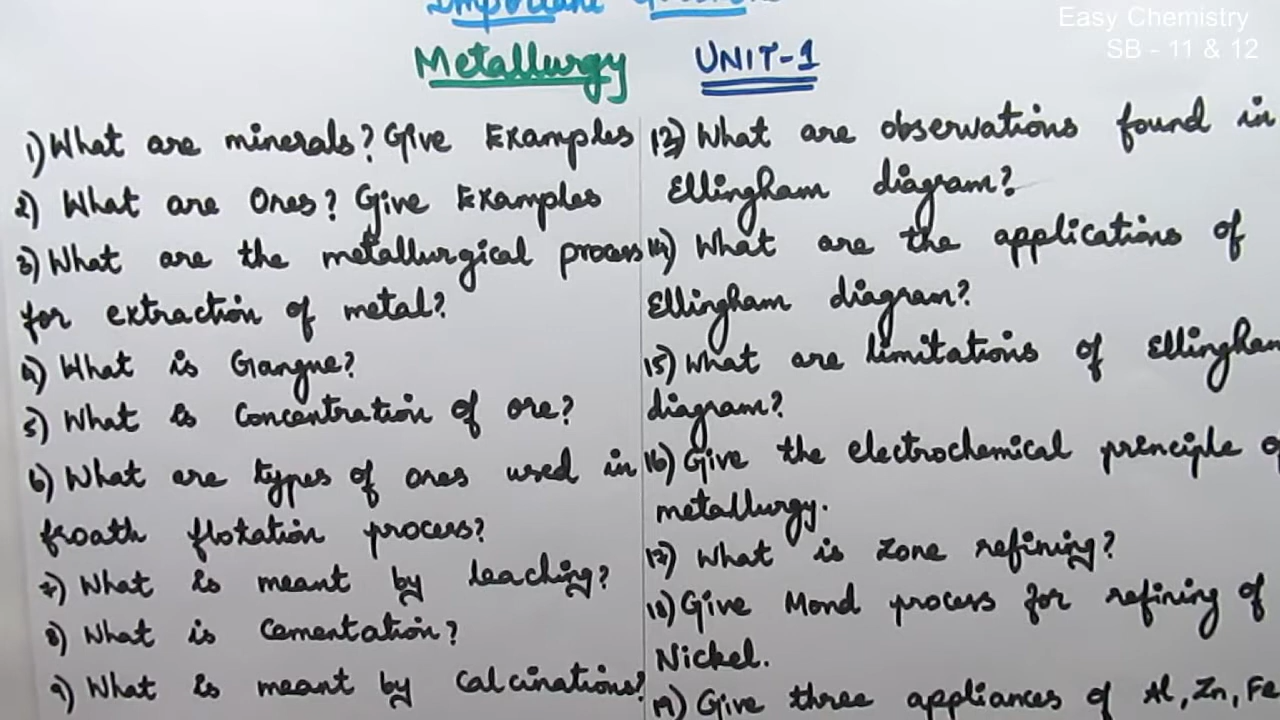 Important
Easy Chemistry
SB - 11 & 12
Metallurgy UNIT-1
1) What are minerals? Give Examples
2) What are Ores? Give Examples
3) What are the metallurgical process
for extraction of metal?
4) What is Gangue?
5) What is Concentration of ore?
6) What are types of ores used in
froath flotation process?
7) What is meant by leaching?
8) What is Cementation?
9) What is meant by Calcinations?
13) What are observations found in
Ellingham diagram?
14) What are the applications of
Ellingham diagram?
15) What are limitations of Ellingham
diagram?
16) Give the electrochemical principle of
metallurgy.
17) What is zone refining?
18) Give Mond process for refining of
Nickel.
19) Give three appliances of Al, Zn, Fe